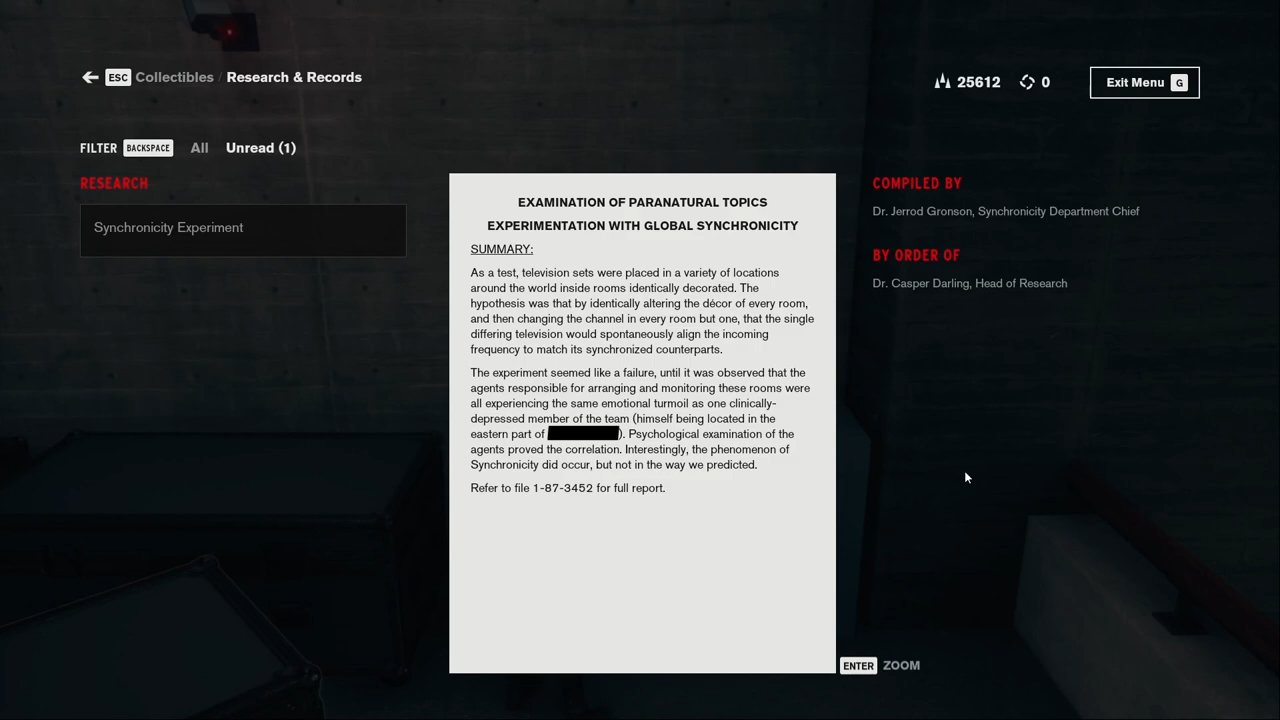 ESC Collectibles / Research & Records
25612 0 Exit Menu G
FILTER BACKSPACE All Unread (1)
RESEARCH
Synchronicity Experiment
EXAMINATION OF PARANATURAL TOPICS
EXPERIMENTATION WITH GLOBAL SYNCHRONICITY
SUMMARY:
As a test, television sets were placed in a variety of locations
around the world inside rooms identically decorated. The
hypothesis was that by identically altering the décor of every room,
and then changing the channel in every room but one, that the single
differing television would spontaneously align the incoming
frequency to match its synchronized counterparts.
The experiment seemed like a failure, until it was observed that the
agents responsible for arranging and monitoring these rooms were
all experiencing the same emotional turmoil as one clinically-
depressed member of the team (himself being located in the
eastern part of ). Psychological examination of the
agents proved the correlation. Interestingly, the phenomenon of
Synchronicity did occur, but not in the way we predicted.
Refer to file 1-87-3452 for full report.
COMPILED BY
Dr. Jerrod Gronson, Synchronicity Department Chief
BY ORDER OF
Dr. Casper Darling, Head of Research
ENTER ZOOM